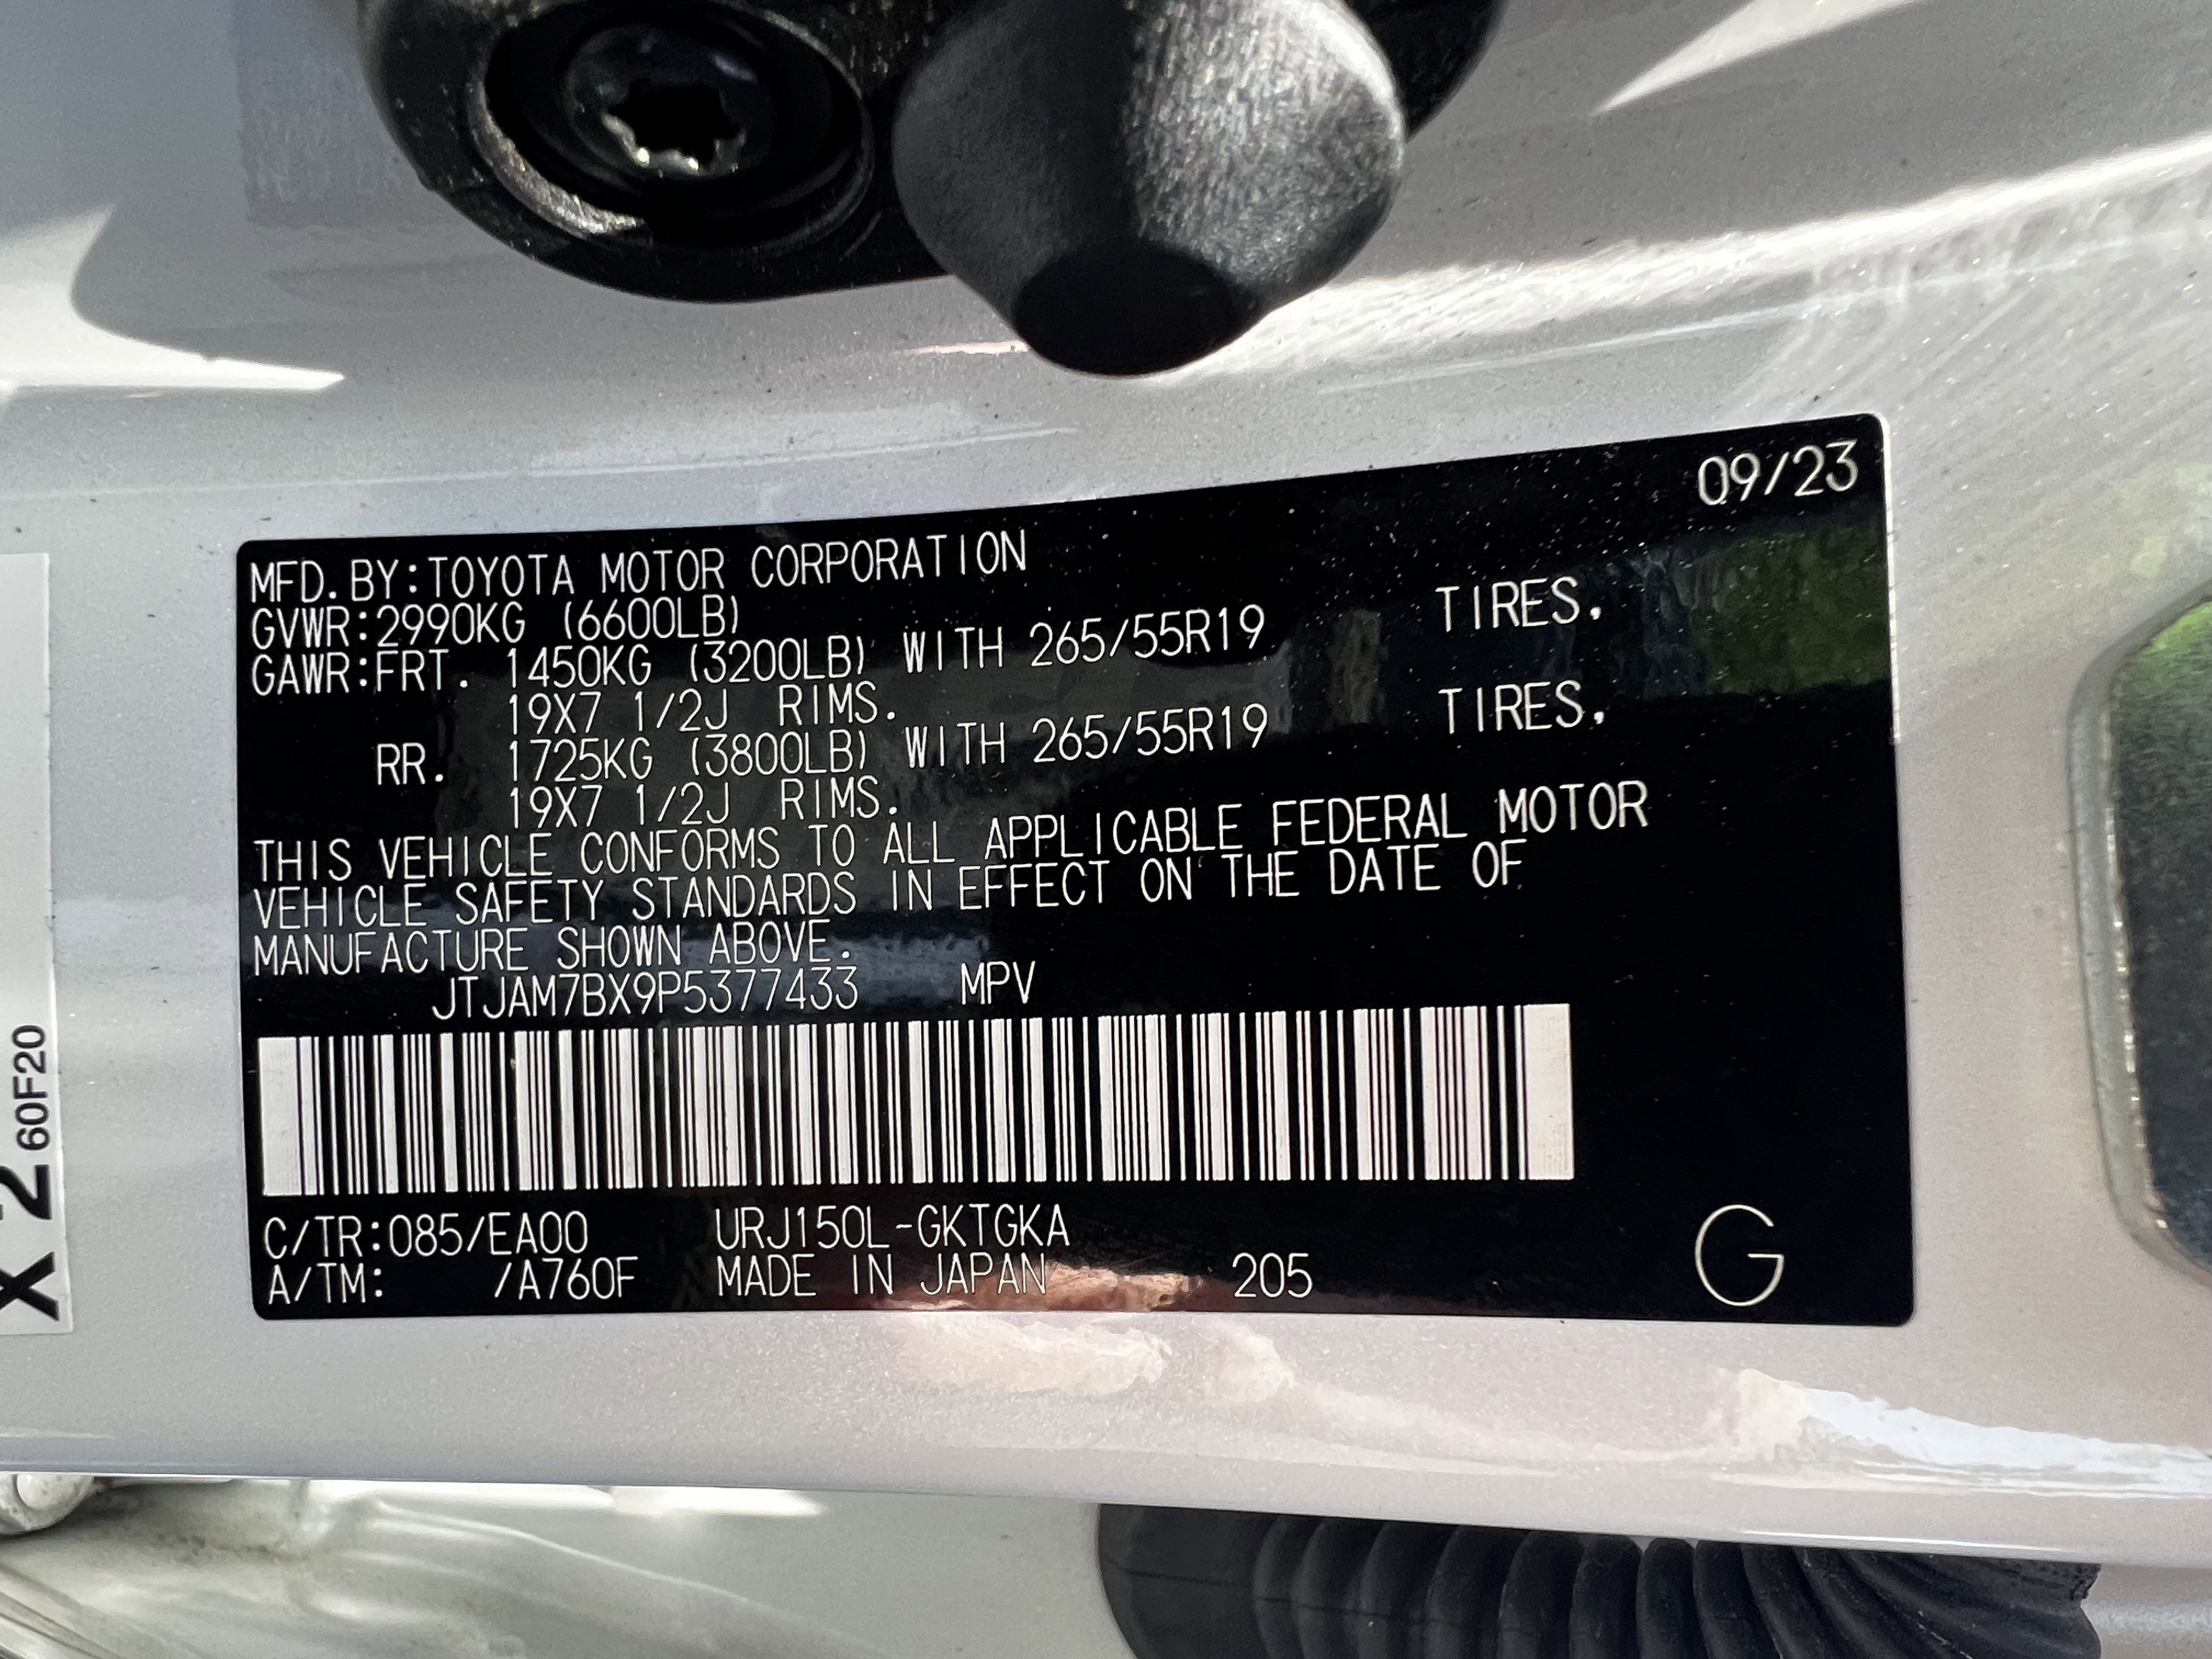 09/23
MFD.BY:TOYOTA MOTOR CORPORATION
GVWR:2990KG (6600LB)
GAWR:FRT. 1450KG (3200LB) WITH 265/55R19 TIRES,
19X7 1/2J RIMS.
RR. 1725KG (3800LB) WITH 265/55R19 TIRES,
19X7 1/2J RIMS.
THIS VEHICLE CONFORMS TO ALL APPLICABLE FEDERAL MOTOR
VEHICLE SAFETY STANDARDS IN EFFECT ON THE DATE OF
MANUFACTURE SHOWN ABOVE.
JTJAM7BX9P5377433 MPV
C/TR:085/EA00 URJ150L-GKTGKA
A/TM: /A760F MADE IN JAPAN 205
G
X 2
60F20